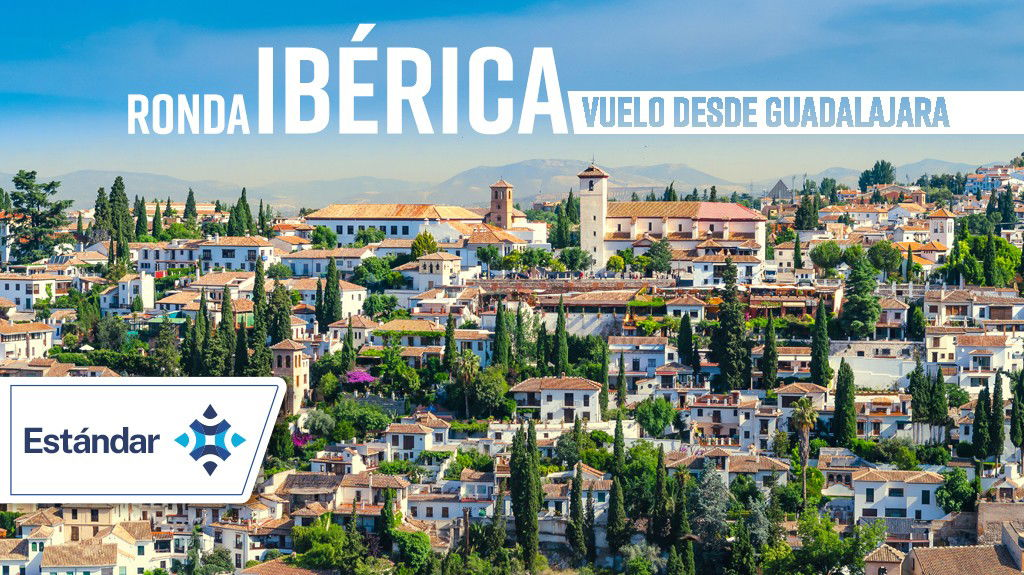 RONDA IBÉRICA VUELO DESDE GUADALAJARA
Estándar